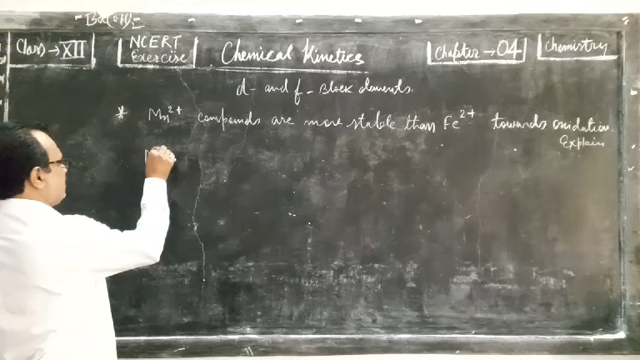 Class → XII
NCERT
Exercise
Chemical Kinetics
Chapter → 04
Chemistry
d- and f- Block elements.
* Mn²⁺ compounds are more stable than Fe²⁺ towards oxidation
Explain